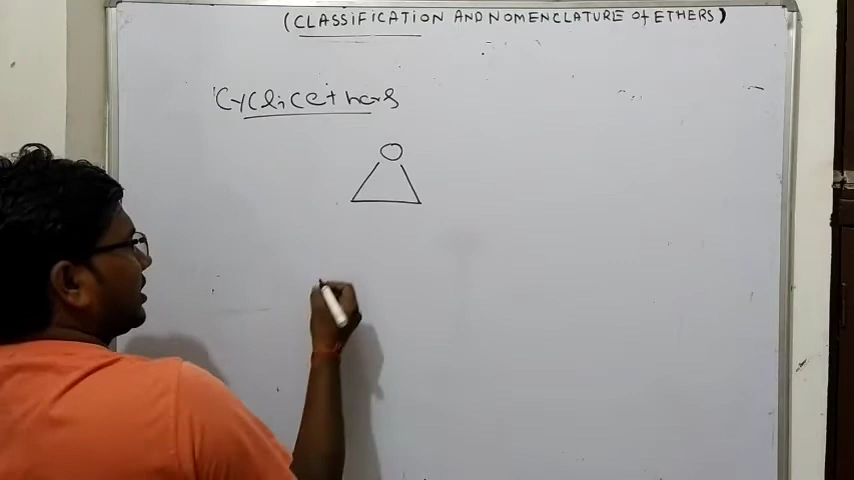 (CLASSIFICATION AND NOMENCLATURE of ETHERS)
Cyclic ethers
O